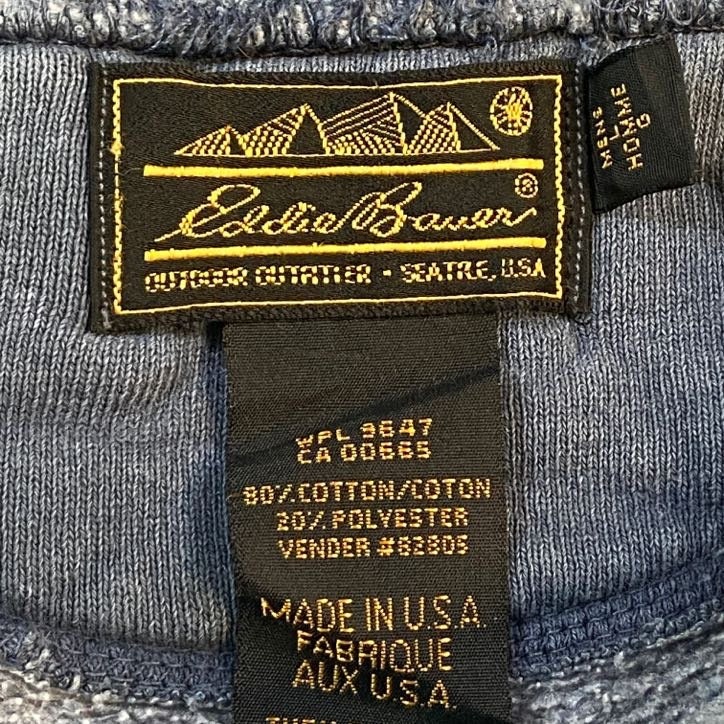 Eddie Bauer®
OUTDOOR OUTFITTER • SEATTLE, U.S.A
MENS
L
HOMME
G
WPL 9647
CA 00665
80% COTTON/COTON
20% POLYESTER
VENDER #82805
MADE IN U.S.A.
FABRIQUE
AUX U.S.A.